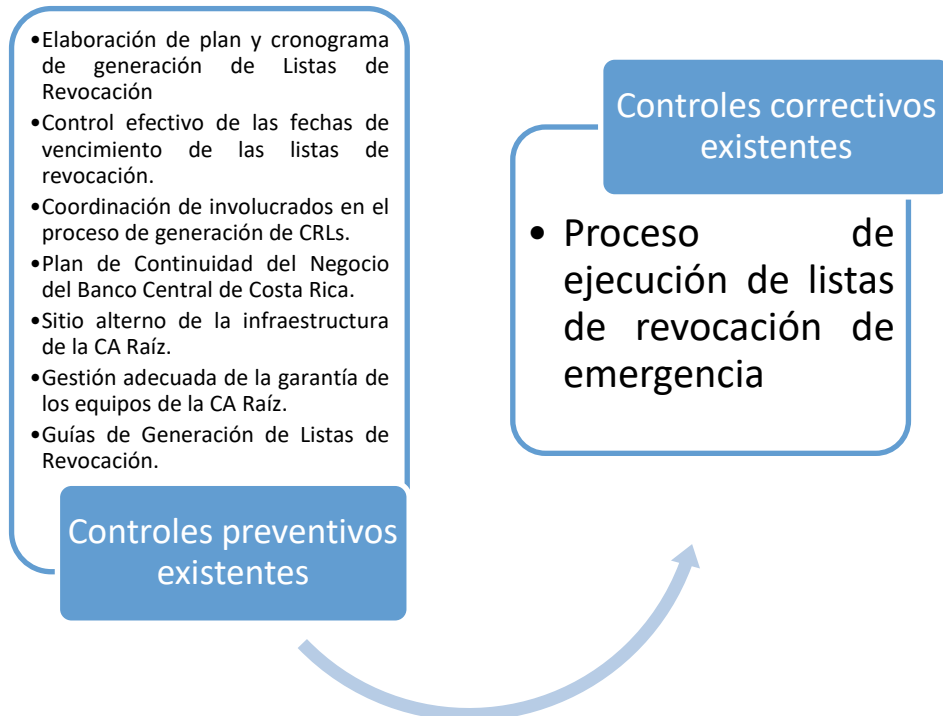 •Elaboración de plan y cronograma
de generación de Listas de
Revocación
•Control efectivo de las fechas de
vencimiento de las listas de
revocación.
•Coordinación de involucrados en el
proceso de generación de CRLs.
•Plan de Continuidad del Negocio
del Banco Central de Costa Rica.
•Sitio alterno de la infraestructura
de la CA Raíz.
•Gestión adecuada de la garantía de
los equipos de la CA Raíz.
•Guías de Generación de Listas de
Revocación.
Controles preventivos
existentes
Controles correctivos
existentes
• Proceso de
ejecución de listas
de revocación de
emergencia